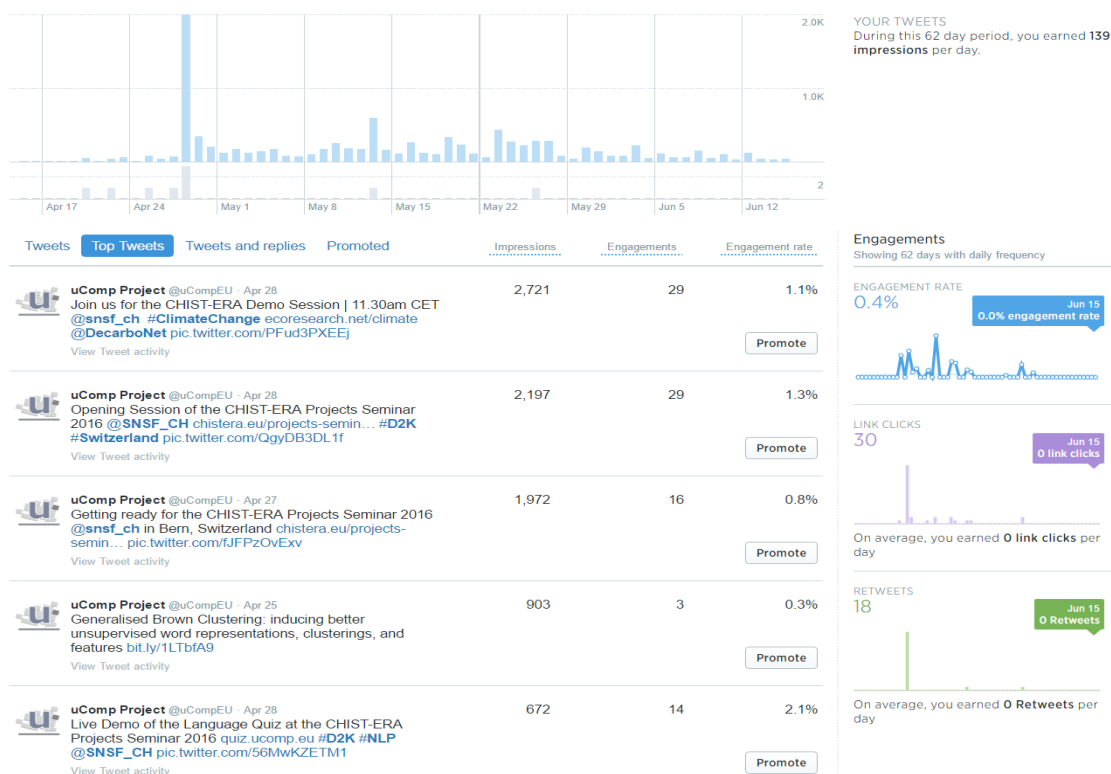 2.0K
1.0K
2
Apr 17
Apr 24
May 1
May 8
May 15
May 22
May 29
Jun 5
Jun 12
YOUR TWEETS
During this 62 day period, you earned 139
impressions per day.
Tweets
Top Tweets
Tweets and replies
Promoted
Impressions
Engagements
Engagement rate
u
uComp Project @uCompEU · Apr 28
2,721
29
1.1%
Join us for the CHIST-ERA Demo Session | 11.30am CET
@snsf_ch #ClimateChange ecoresearch.net/climate
@DecarboNet pic.twitter.com/PFud3PXEEj
View Tweet activity
Promote
u
uComp Project @uCompEU · Apr 28
2,197
29
1.3%
Opening Session of the CHIST-ERA Projects Seminar
2016 @SNSF_CH chistera.eu/projects-semin… #D2K
#Switzerland pic.twitter.com/QgyDB3DL1f
View Tweet activity
Promote
u
uComp Project @uCompEU · Apr 27
1,972
16
0.8%
Getting ready for the CHIST-ERA Projects Seminar 2016
@snsf_ch in Bern, Switzerland chistera.eu/projects-
semin… pic.twitter.com/fJFPzOvExv
View Tweet activity
Promote
u
uComp Project @uCompEU · Apr 25
903
3
0.3%
Generalised Brown Clustering: inducing better
unsupervised word representations, clusterings, and
features bit.ly/1LTbfA9
View Tweet activity
Promote
u
uComp Project @uCompEU · Apr 28
672
14
2.1%
Live Demo of the Language Quiz at the CHIST-ERA
Projects Seminar 2016 quiz.ucomp.eu #D2K #NLP
@SNSF_CH pic.twitter.com/56MwKZETM1
View Tweet activity
Promote
Engagements
Showing 62 days with daily frequency
ENGAGEMENT RATE
0.4%
Jun 15
0.0% engagement rate
LINK CLICKS
30
Jun 15
0 link clicks
On average, you earned 0 link clicks per
day
RETWEETS
18
Jun 15
0 Retweets
On average, you earned 0 Retweets per
day